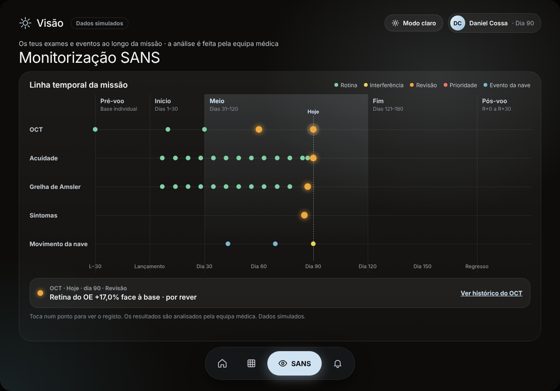 Visão
Dados simulados
Modo claro
DC Daniel Cossa · Dia 90
Os teus exames e eventos ao longo da missão · a análise é feita pela equipa médica
Monitorização SANS
Linha temporal da missão
Rotina Interferência Revisão Prioridade Evento da nave
Pré-voo Início Meio Fim Pós-voo
Base individual Dias 1–30 Dias 31–120 Dias 121–180 R+0 a R+30
Hoje
OCT
Acuidade
Grelha de Amsler
Sintomas
Movimento da nave
L−30 Lançamento Dia 30 Dia 60 Dia 90 Dia 120 Dia 150 Regresso
OCT · Hoje · dia 90 · Revisão
Retina do OE +17,0% face à base · por rever
Ver histórico do OCT
Toca num ponto para ver o registo. Os resultados são analisados pela equipa médica. Dados simulados.
SANS